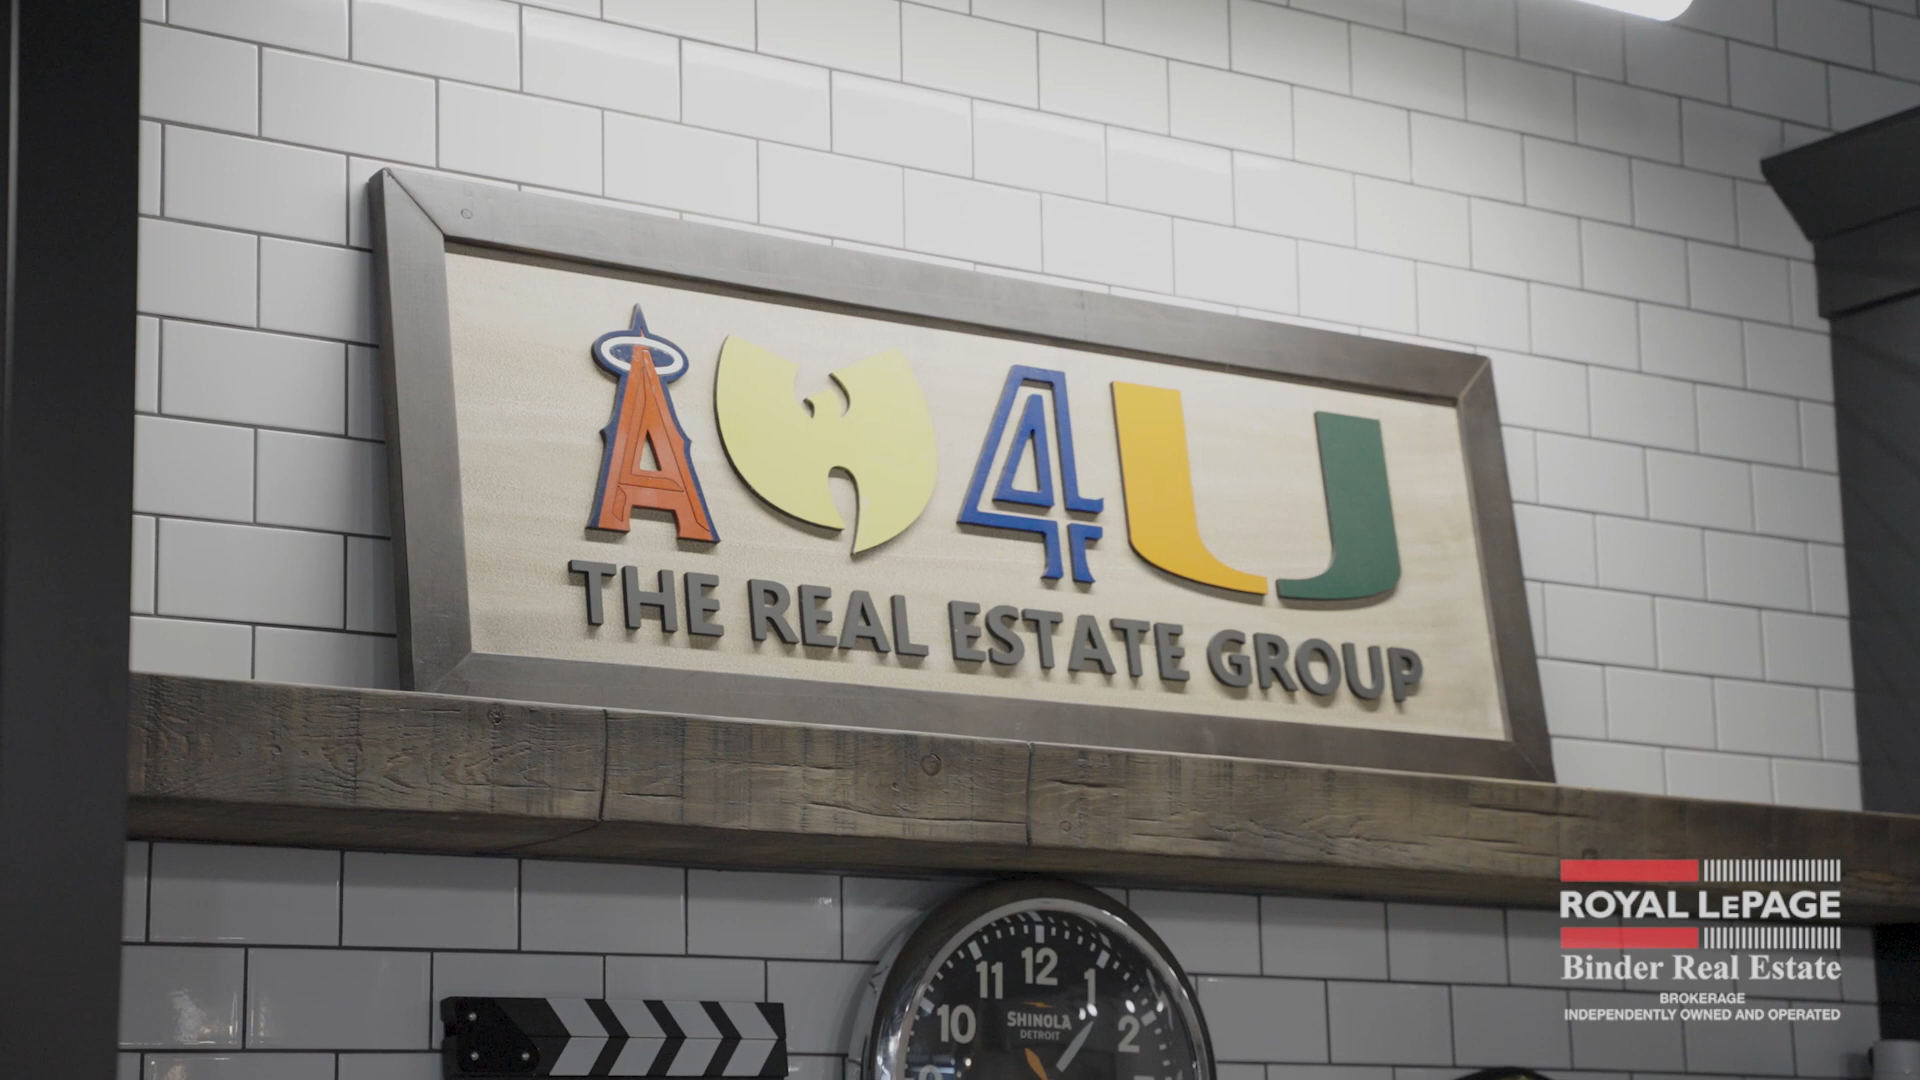 AW4U
THE REAL ESTATE GROUP
11 12 1
10 2
SHINOLA
DETROIT
ROYAL LEPAGE
Binder Real Estate
BROKERAGE
INDEPENDENTLY OWNED AND OPERATED